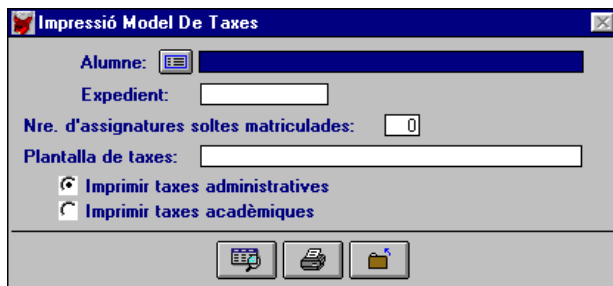 Impressió Model De Taxes
Alumne:
Expedient:
Nre. d'assignatures soltes matriculades: 0
Plantalla de taxes:
Imprimir taxes administratives
Imprimir taxes acadèmiques